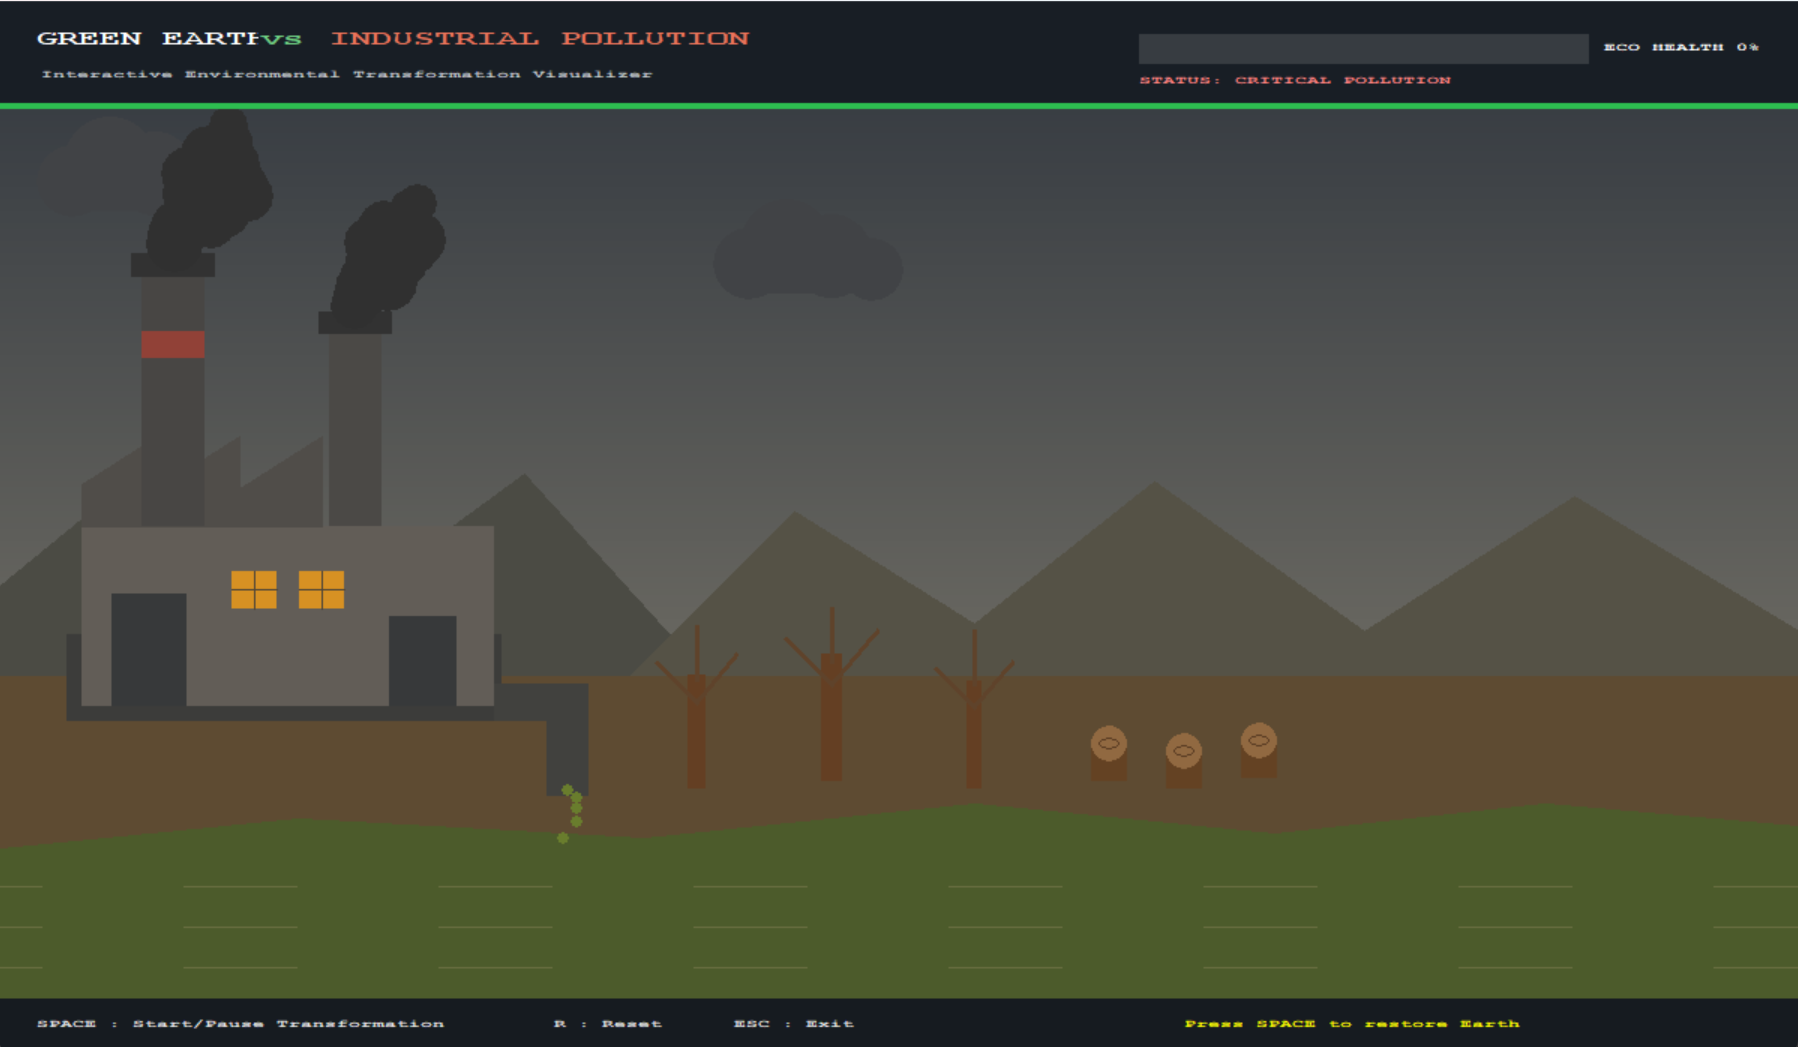 GREEN EARTH vs INDUSTRIAL POLLUTION
Interactive Environmental Transformation Visualizer
ECO HEALTH 0%
STATUS: CRITICAL POLLUTION
SPACE : Start/Pause Transformation
R : Reset
ESC : Exit
Press SPACE to restore Earth